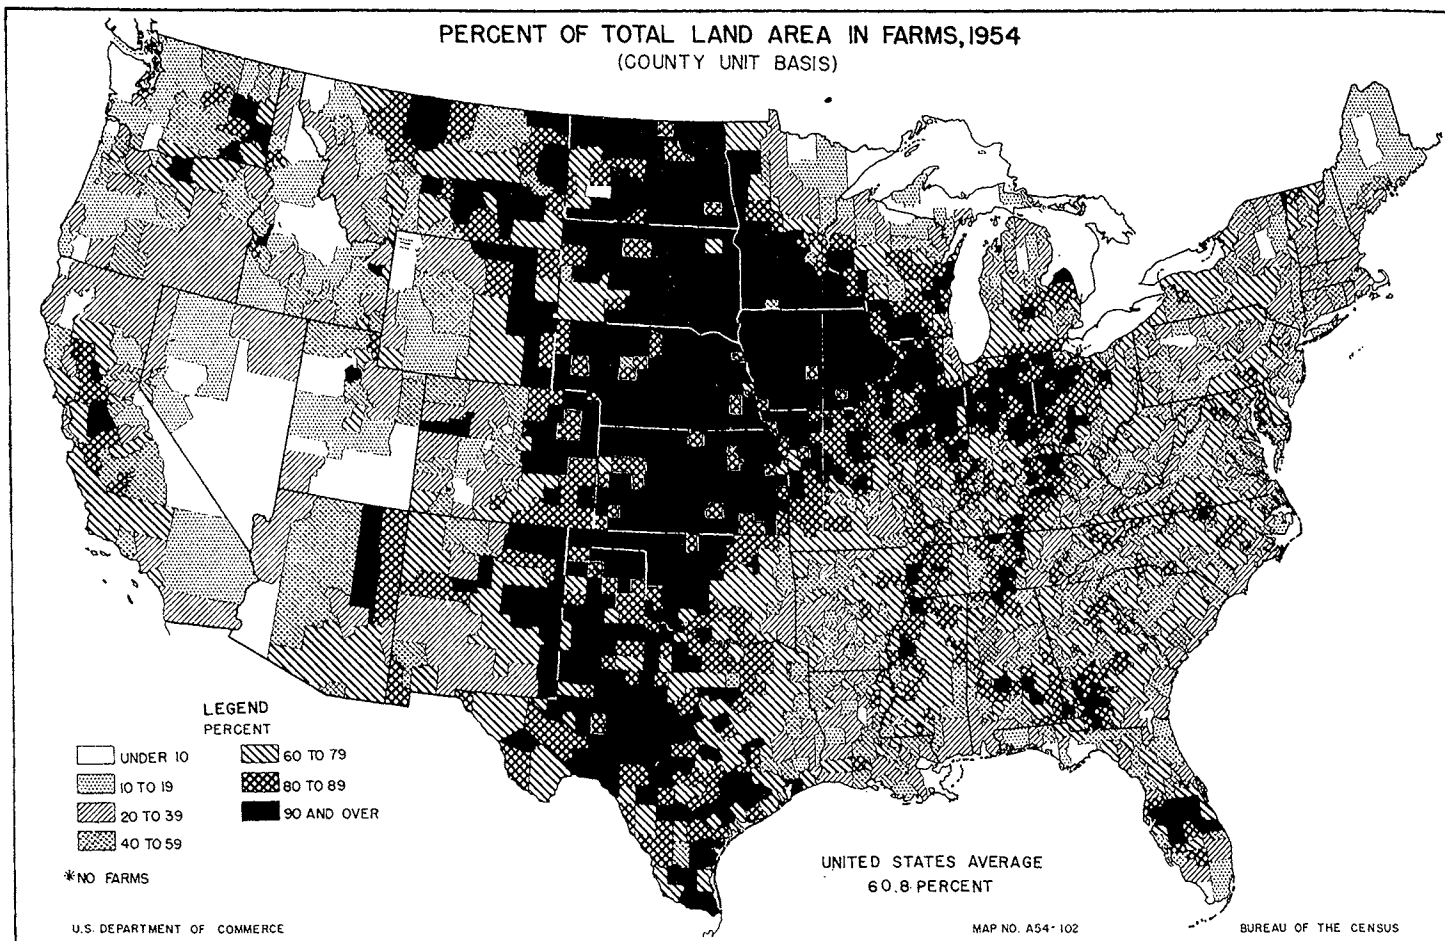 PERCENT OF TOTAL LAND AREA IN FARMS, 1954
(COUNTY UNIT BASIS)
LEGEND
PERCENT
UNDER 10
10 TO 19
20 TO 39
40 TO 59
60 TO 79
80 TO 89
90 AND OVER
*NO FARMS
UNITED STATES AVERAGE
60.8 PERCENT
U.S. DEPARTMENT OF COMMERCE
MAP NO. A54-102
BUREAU OF THE CENSUS